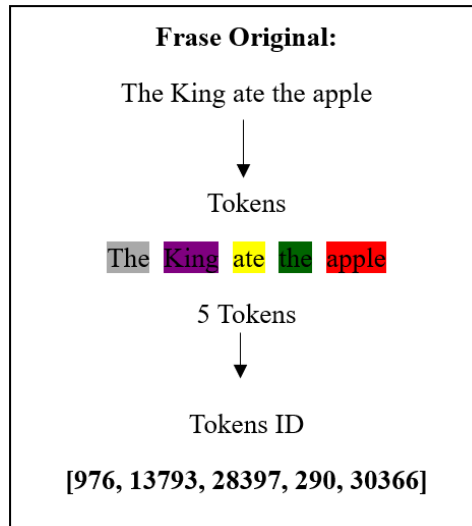 Frase Original:
The King ate the apple
Tokens
The King ate the apple
5 Tokens
Tokens ID
[976, 13793, 28397, 290, 30366]